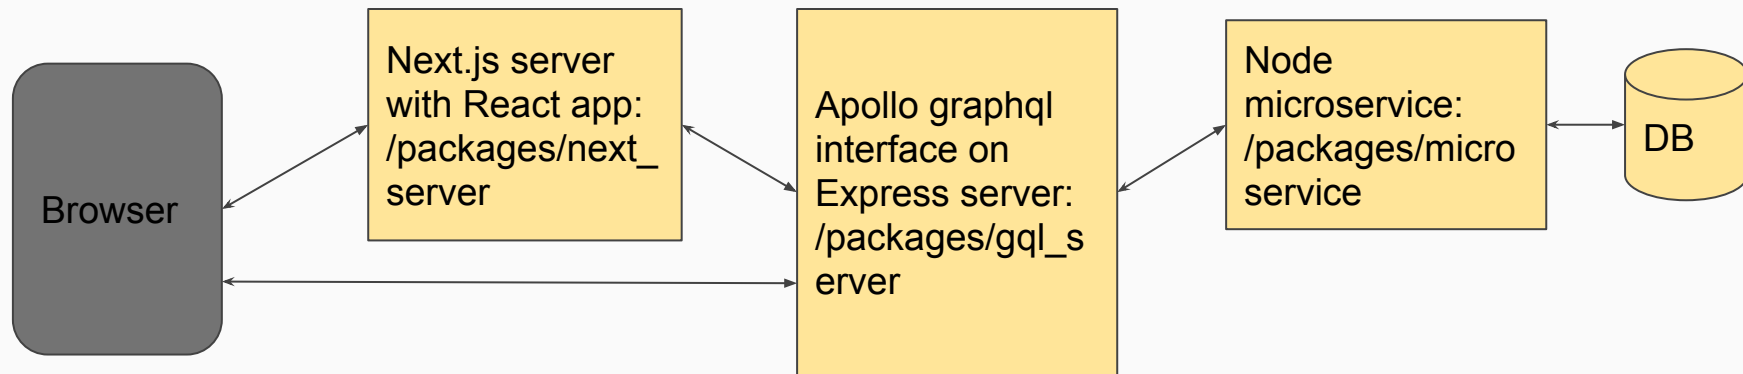 Browser
Next.js server
with React app:
/packages/next_
server
Apollo graphql
interface on
Express server:
/packages/gql_s
erver
Node
microservice:
/packages/micro
service
DB